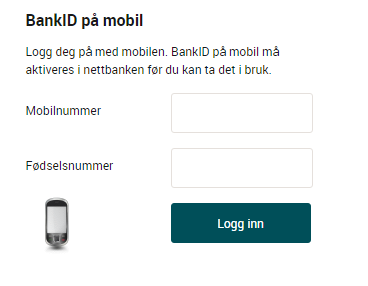 BankID på mobil
Logg deg på med mobilen. BankID på mobil må
aktiveres i nettbanken før du kan ta det i bruk.
Mobilnummer
Fødselsnummer
Logg inn